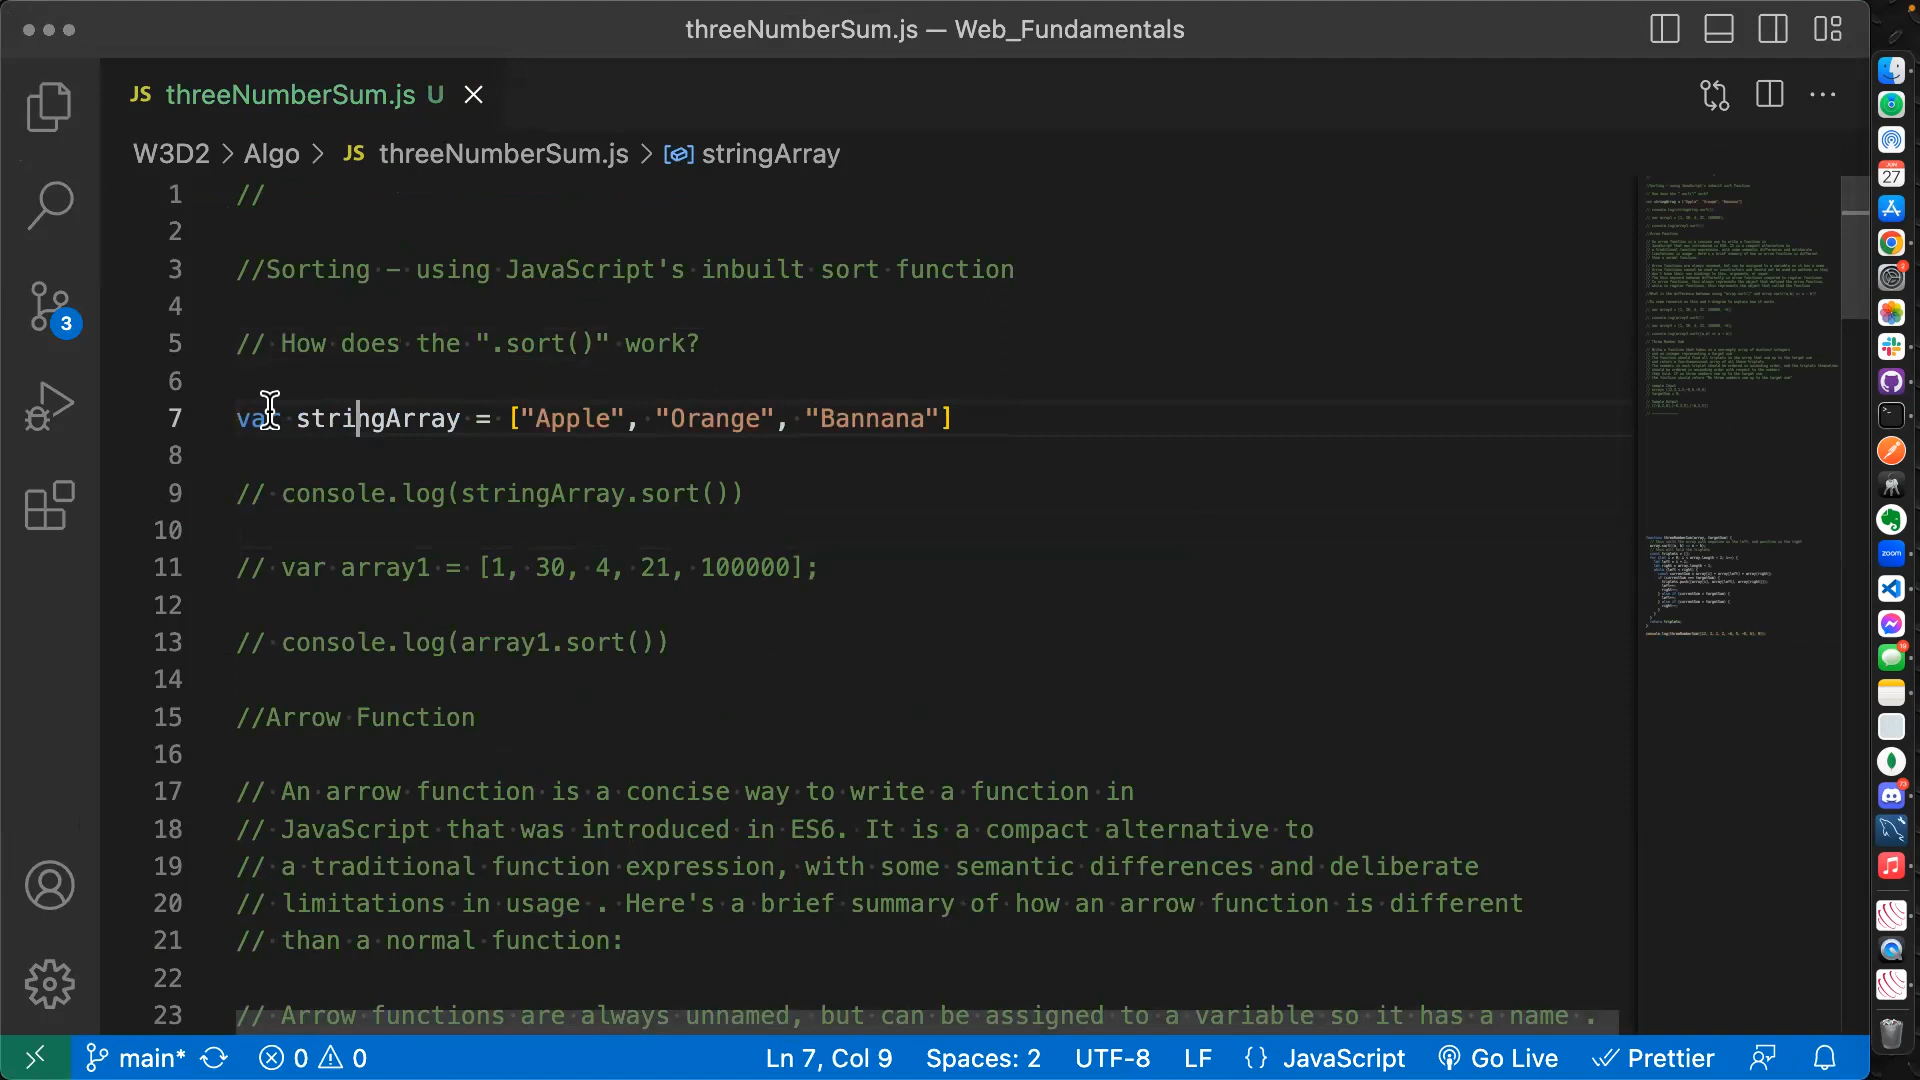 threeNumberSum.js — Web_Fundamentals
JS threeNumberSum.js U
W3D2 > Algo > JS threeNumberSum.js > stringArray
1 //
2
3 //Sorting - using JavaScript's inbuilt sort function
4
5 // How does the ".sort()" work?
6
7 var stringArray = ["Apple", "Orange", "Bannana"]
8
9 // console.log(stringArray.sort())
10
11 // var array1 = [1, 30, 4, 21, 100000];
12
13 // console.log(array1.sort())
14
15 //Arrow Function
16
17 // An arrow function is a concise way to write a function in
18 // JavaScript that was introduced in ES6. It is a compact alternative to
19 // a traditional function expression, with some semantic differences and deliberate
20 // limitations in usage . Here's a brief summary of how an arrow function is different
21 // than a normal function:
22
23 // Arrow functions are always unnamed, but can be assigned to a variable so it has a name .
3
main* 0 0 Ln 7, Col 9 Spaces: 2 UTF-8 LF {} JavaScript Go Live Prettier
JUN
27
zoom